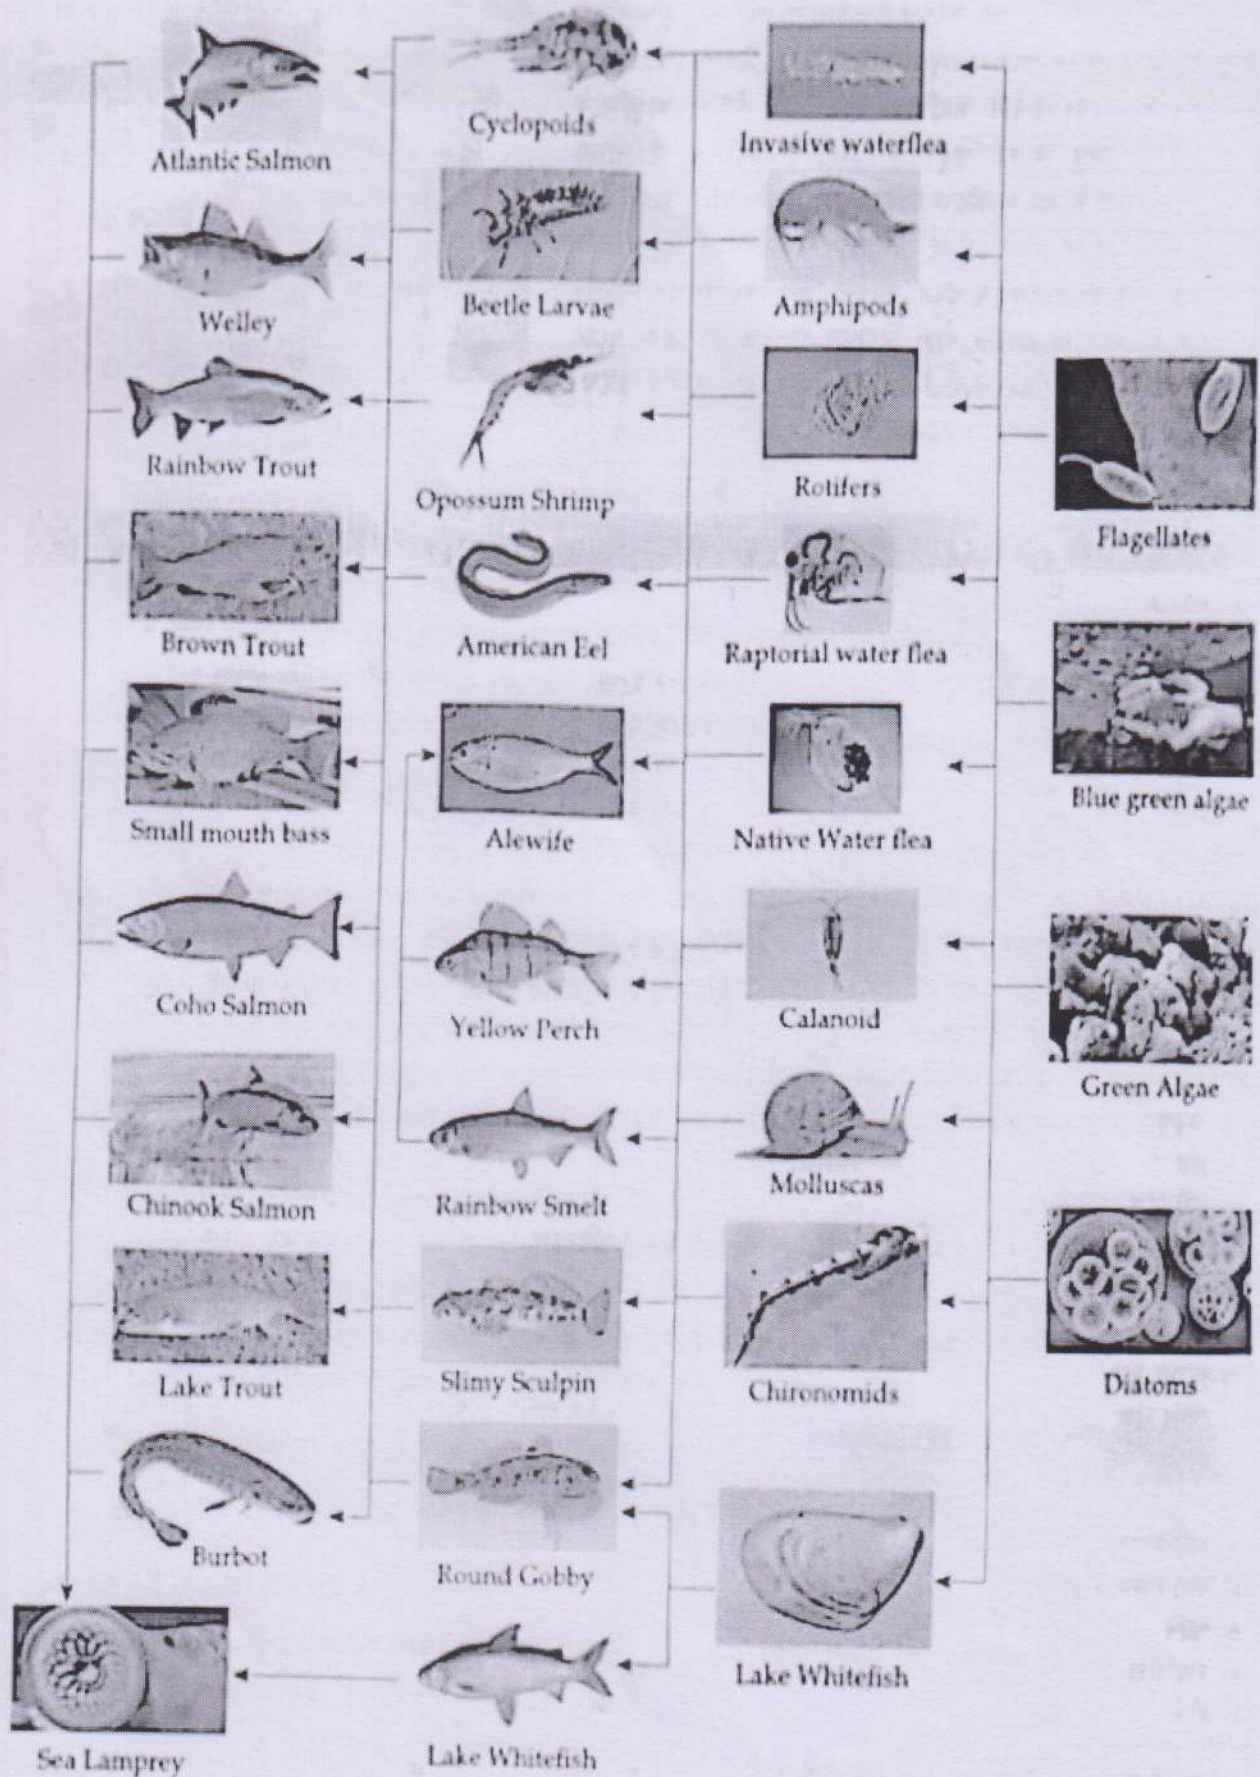 Atlantic Salmon
Welley
Rainbow Trout
Brown Trout
Small mouth bass
Coho Salmon
Chinook Salmon
Lake Trout
Burbot
Sea Lamprey
Cyclopoids
Beetle Larvae
Opossum Shrimp
American Eel
Alewife
Yellow Perch
Rainbow Smelt
Slimy Sculpin
Round Gobby
Lake Whitefish
Invasive waterflea
Amphipods
Rotifers
Raptorial water flea
Native Water flea
Calanoid
Molluscas
Chironomids
Lake Whitefish
Flagellates
Blue green algae
Green Algae
Diatoms